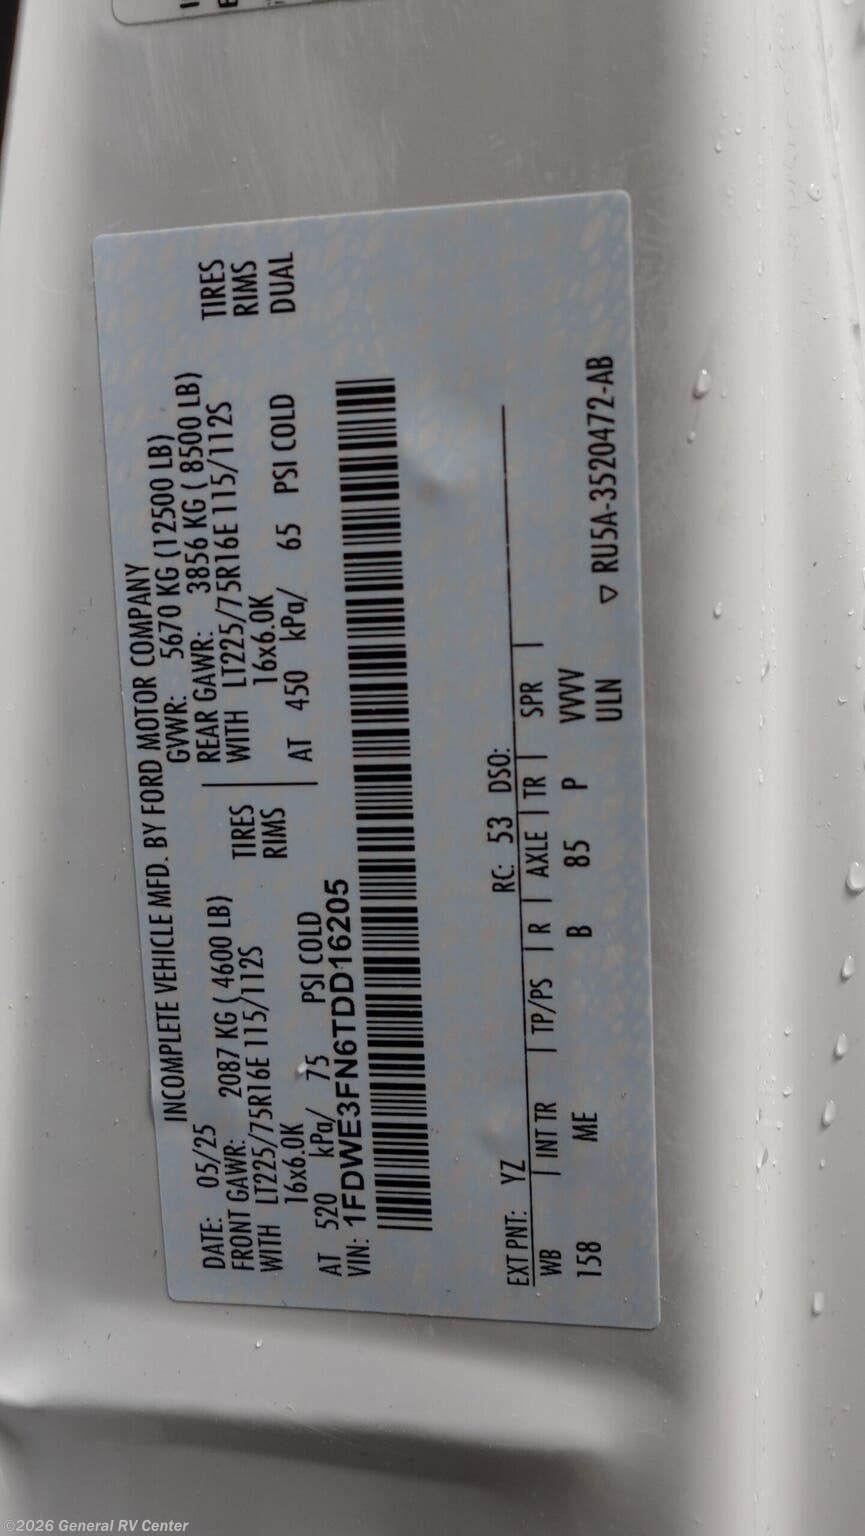 INCOMPLETE VEHICLE MFD. BY FORD MOTOR COMPANY
DATE: 05/25 GVWR: 5670 KG (12500 LB)
FRONT GAWR: 2087 KG ( 4600 LB) REAR GAWR: 3856 KG ( 8500 LB)
WITH LT225/75R16E 115/112S TIRES WITH LT225/75R16E 115/112S TIRES
16x6.0K RIMS 16x6.0K RIMS
AT 520 kPa/ 75 PSI COLD AT 450 kPa/ 65 PSI COLD DUAL
VIN: 1FDWE3FN6TDD16205
EXT PNT: YZ RC: 53 DSO:
WB | INT TR | TP/PS | R | AXLE | TR | SPR |
158 ME B 85 P VVVV
ULN ▽ RU5A-3520472-AB
©2026 General RV Center